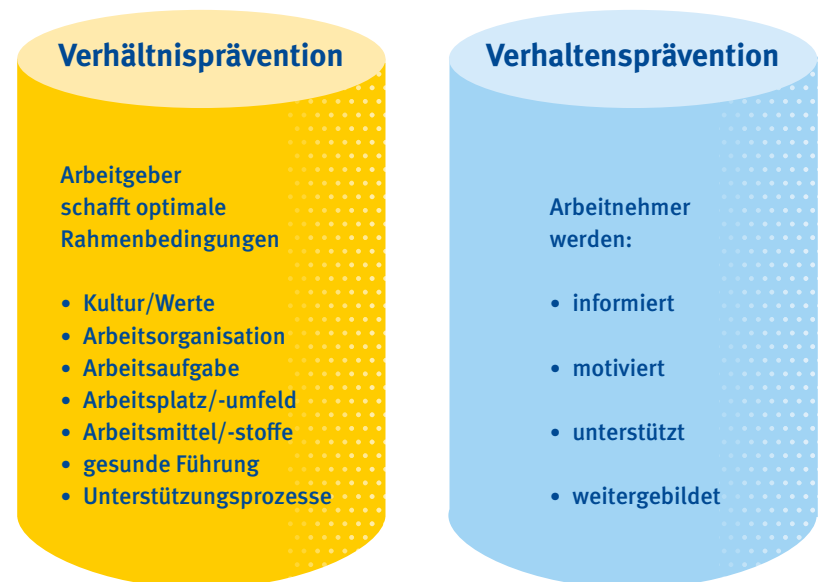 Verhältnisprävention
Arbeitgeber
schafft optimale
Rahmenbedingungen
• Kultur/Werte
• Arbeitsorganisation
• Arbeitsaufgabe
• Arbeitsplatz/-umfeld
• Arbeitsmittel/-stoffe
• gesunde Führung
• Unterstützungsprozesse
Verhaltensprävention
Arbeitnehmer
werden:
• informiert
• motiviert
• unterstützt
• weitergebildet